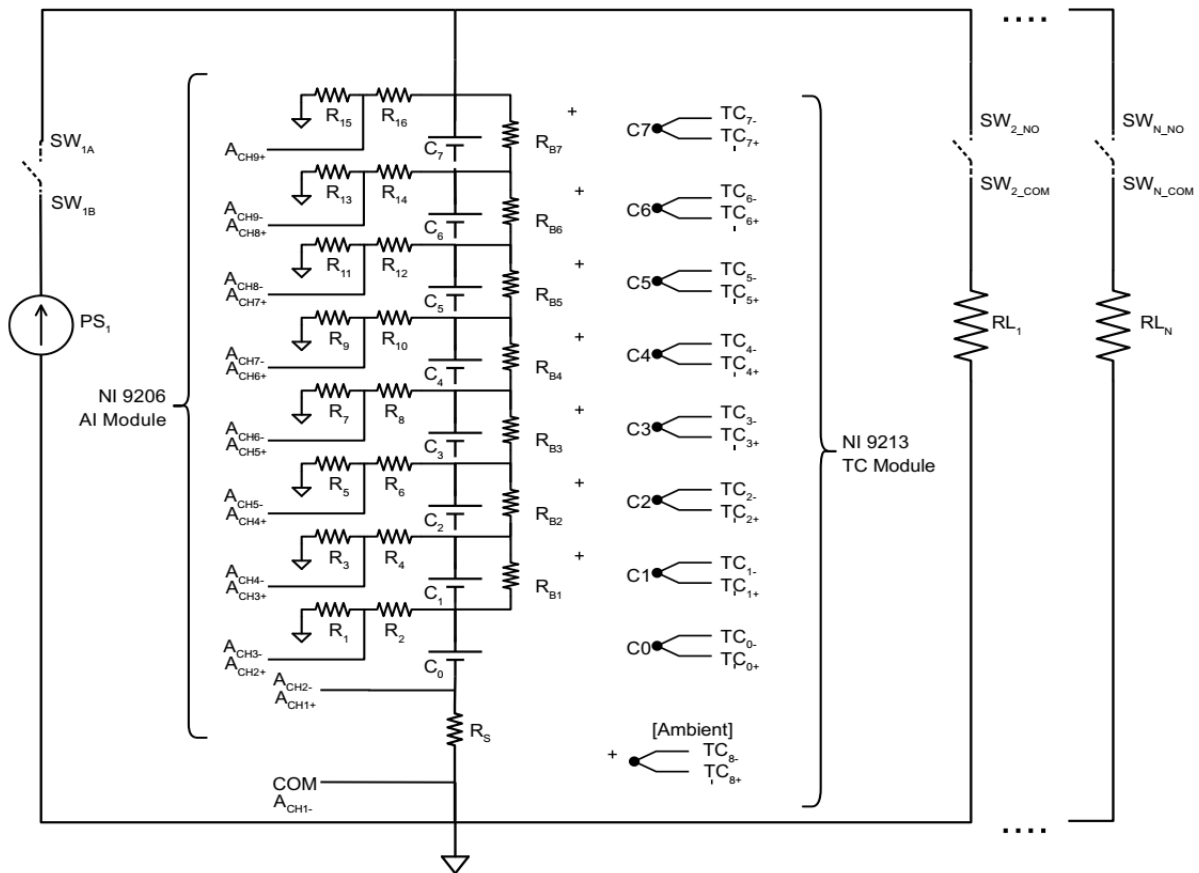 ....
R15 R16
ACH9+
C7
RB7
+
C7
TC7-
TC7+
SW1A
SW1B
R13 R14
ACH9-
ACH8+
C6
RB6
+
C6
TC6-
TC6+
SW2_NO
SW2_COM
SWN_NO
SWN_COM
R11 R12
ACH8-
ACH7+
C5
RB5
+
C5
TC5-
TC5+
PS1
R9 R10
ACH7-
ACH6+
C4
RB4
+
C4
TC4-
TC4+
RL1
RLN
NI 9206
AI Module
R7 R8
ACH6-
ACH5+
C3
RB3
+
C3
TC3-
TC3+
NI 9213
TC Module
R5 R6
ACH5-
ACH4+
C2
RB2
+
C2
TC2-
TC2+
R3 R4
ACH4-
ACH3+
C1
RB1
+
C1
TC1-
TC1+
R1 R2
ACH3-
ACH2+
C0
C0
TC0-
TC0+
ACH2-
ACH1+
RS
[Ambient]
+
TC8-
TC8+
COM
ACH1-
....